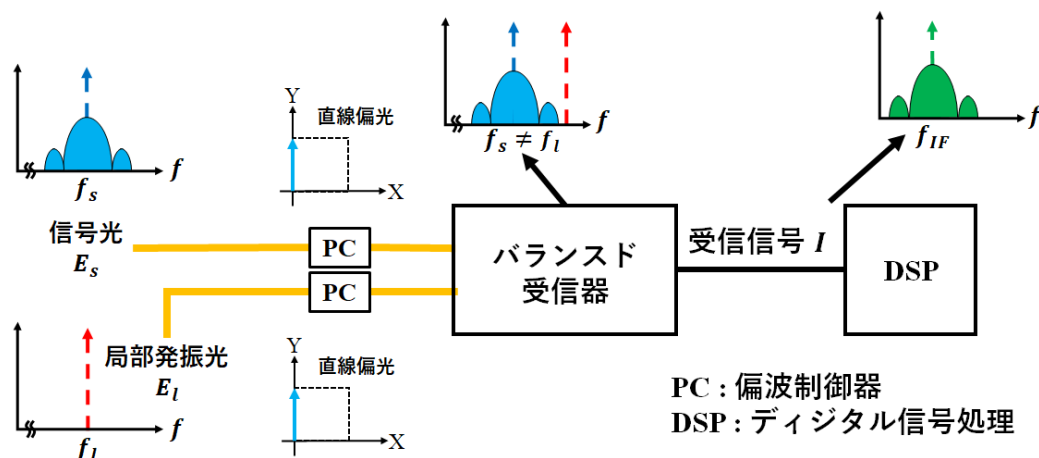 f
f_s
Y
直線偏光
X
f
f_s ≠ f_l
f
f_{IF}
信号光
E_s
PC
PC
バランスド
受信器
受信信号 I
DSP
局部発振光
E_l
f
f_l
Y
直線偏光
X
PC : 偏波制御器
DSP : ディジタル信号処理